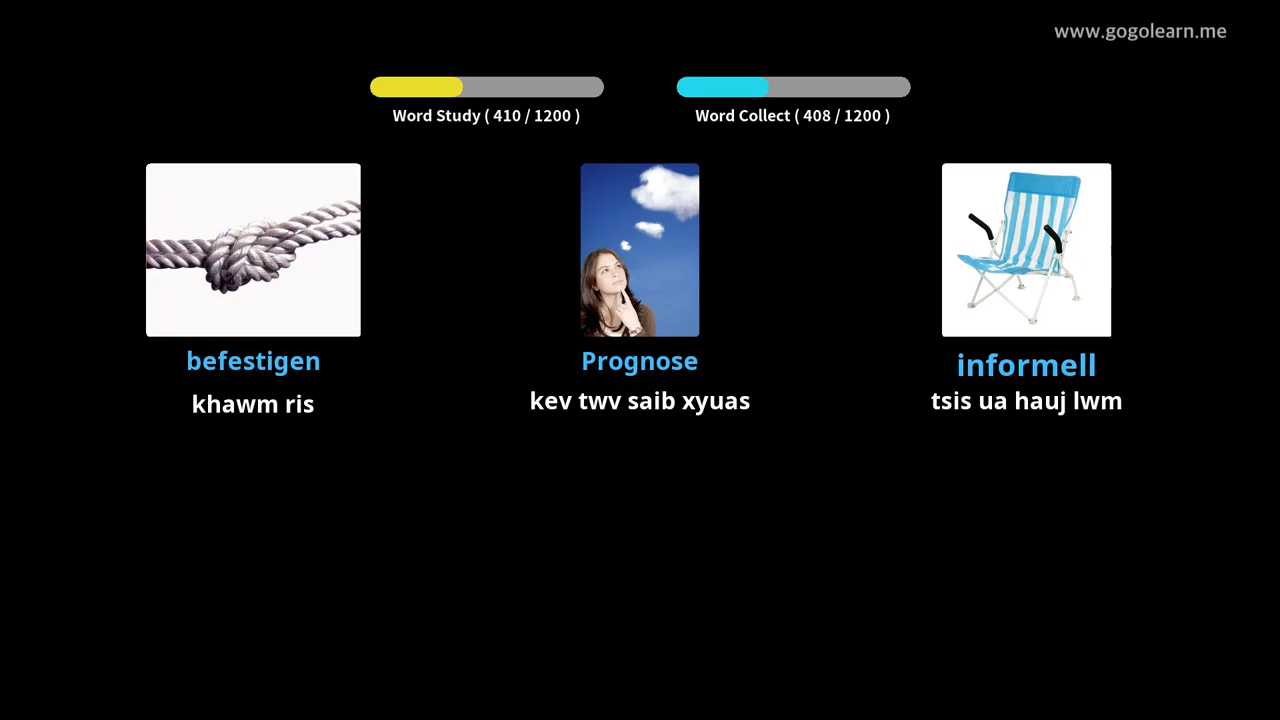 www.gogolearn.me
Word Study ( 410 / 1200 )
Word Collect ( 408 / 1200 )
befestigen
khawm ris
Prognose
kev twv saib xyuas
informell
tsis ua hauj lwm